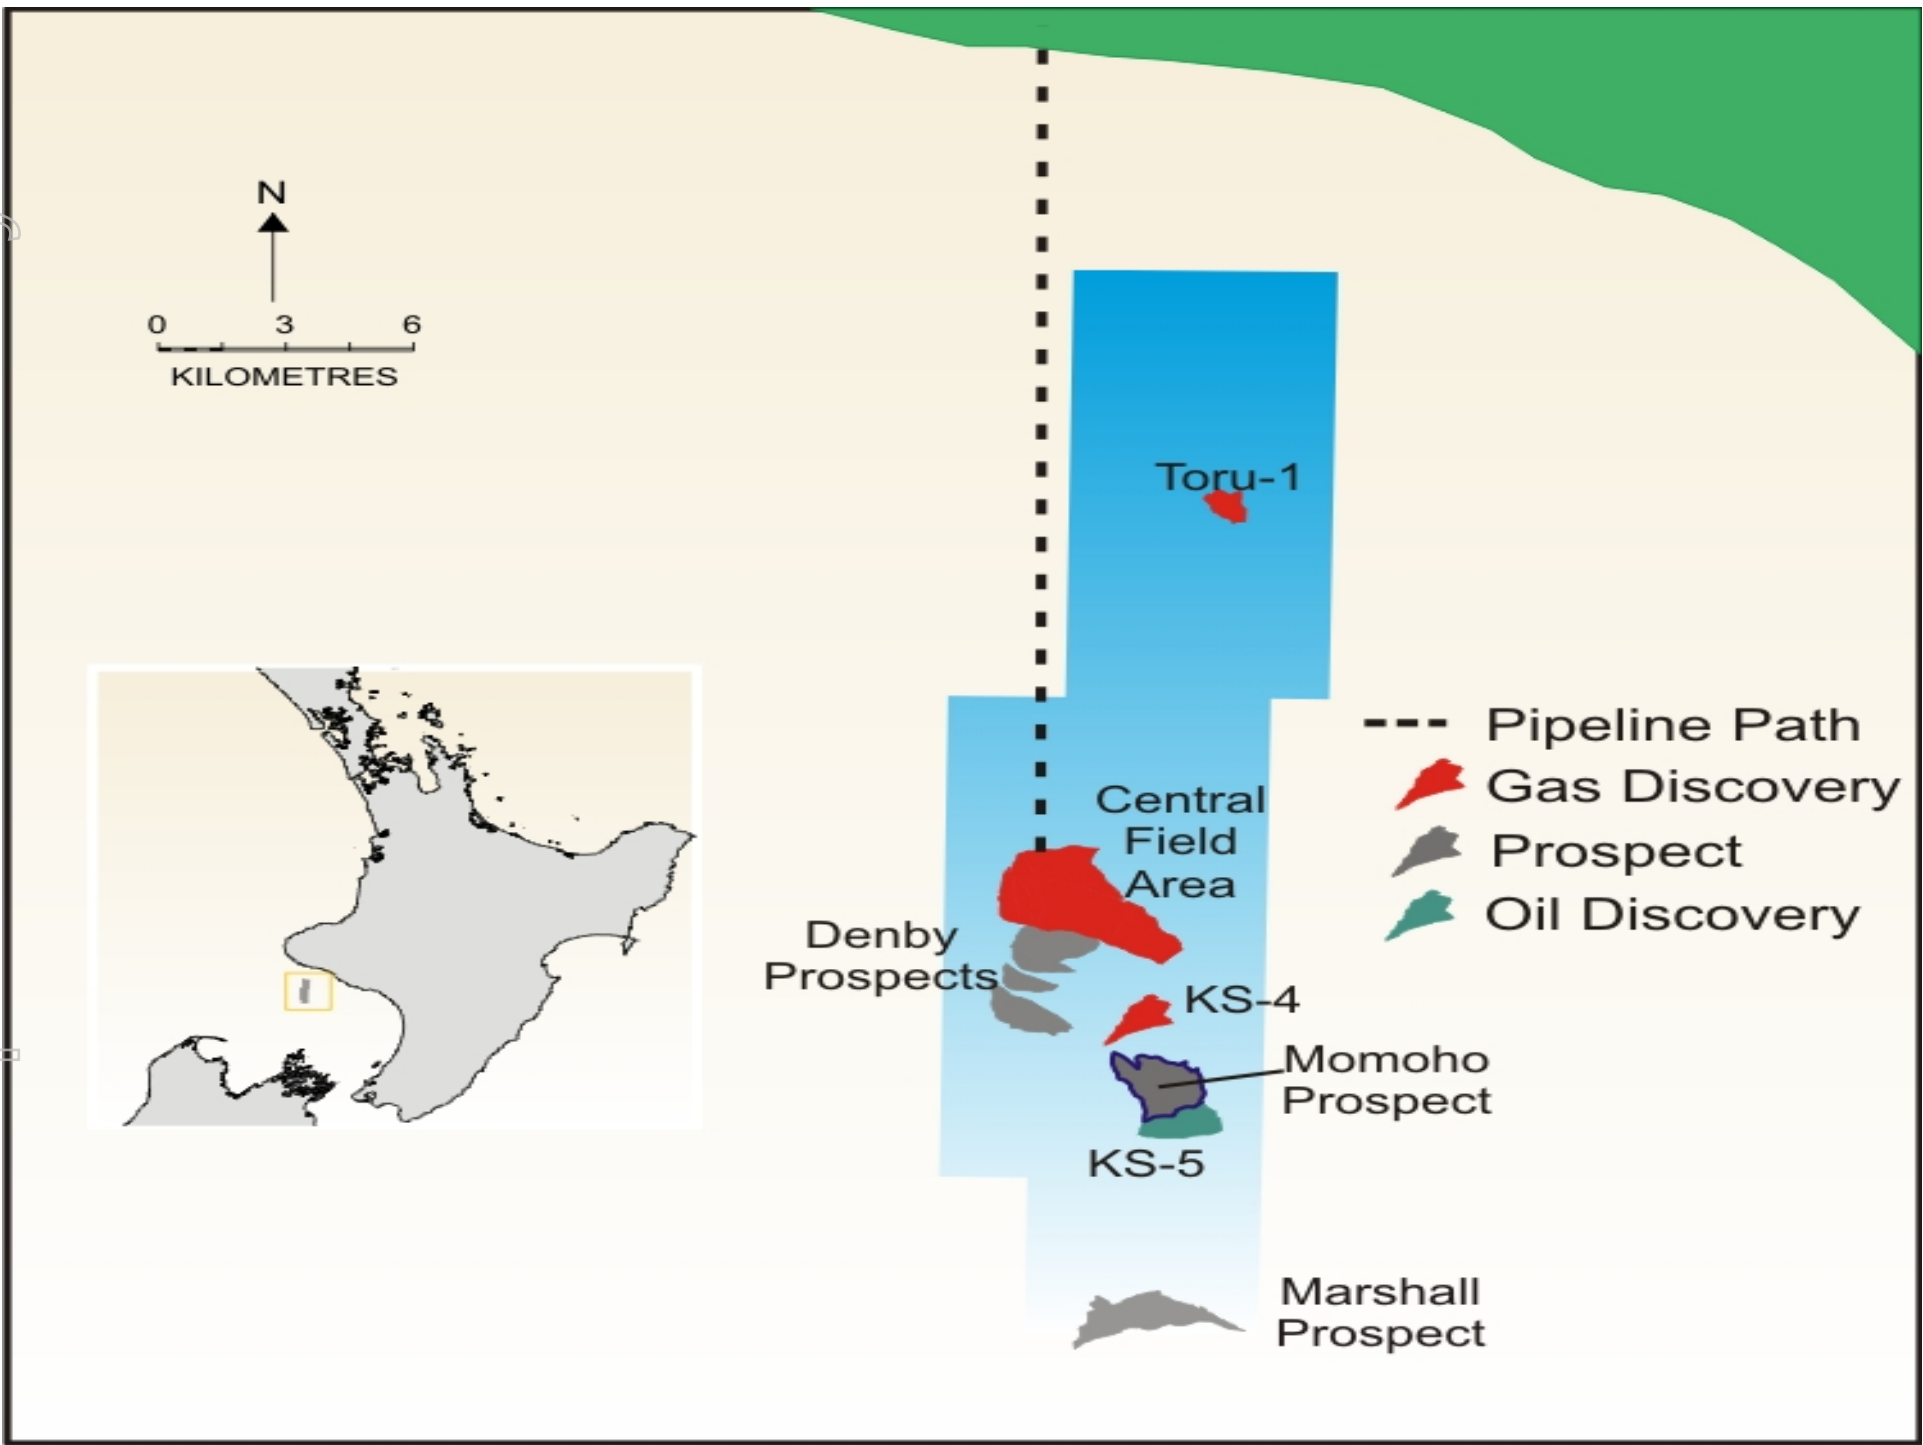 N
0 3 6
KILOMETRES
Toru-1
Central
Field
Area
Denby
Prospects
KS-4
Momoho
Prospect
KS-5
Marshall
Prospect
Pipeline Path
Gas Discovery
Prospect
Oil Discovery